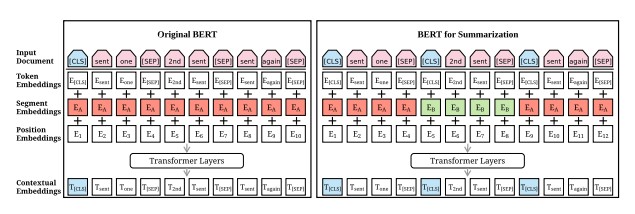 Original BERT
BERT for Summarization
Input Document
[CLS] sent one [SEP] 2nd sent [SEP] sent again [SEP]
[CLS] sent one [SEP] [CLS] 2nd sent [SEP] [CLS] sent again [SEP]
Token Embeddings
E[CLS] Esent Eone E[SEP] E2nd Esent E[SEP] Esent Eagain E[SEP]
E[CLS] Esent Eone E[SEP] E[CLS] E2nd Esent E[SEP] E[CLS] Esent Eagain E[SEP]
+ + + + + + + + + +
+ + + + + + + + + + + +
Segment Embeddings
EA EA EA EA EA EA EA EA EA EA
EA EA EA EA EB EB EB EB EA EA EA EA
+ + + + + + + + + +
+ + + + + + + + + + + +
Position Embeddings
E1 E2 E3 E4 E5 E6 E7 E8 E9 E10
E1 E2 E3 E4 E5 E6 E7 E8 E9 E10 E11 E12
Transformer Layers
Transformer Layers
Contextual Embeddings
T[CLS] Tsent Tone T[SEP] T2nd Tsent T[SEP] Tsent Tagain T[SEP]
T[CLS] Tsent Tone T[SEP] T[CLS] T2nd Tsent T[SEP] T[CLS] Tsent Tagain T[SEP]